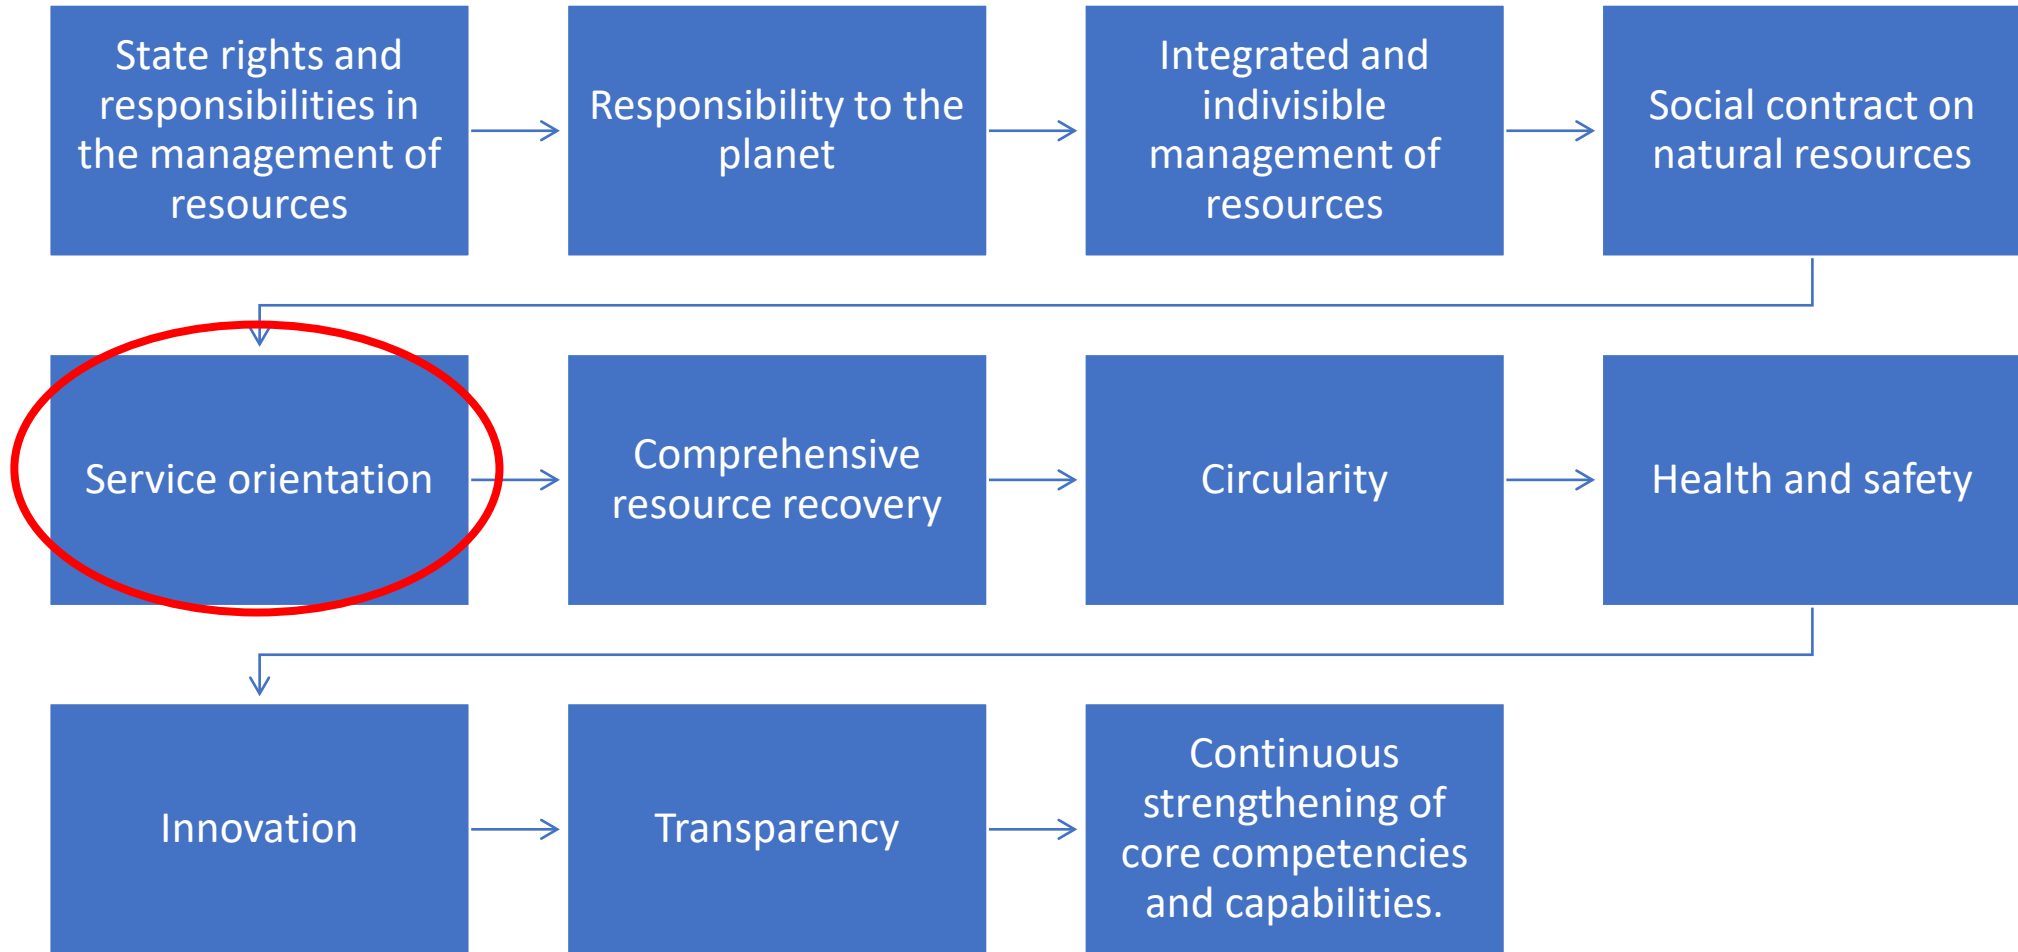 State rights and
responsibilities in
the management of
resources
Responsibility to the
planet
Integrated and
indivisible
management of
resources
Social contract on
natural resources
Service orientation
Comprehensive
resource recovery
Circularity
Health and safety
Innovation
Transparency
Continuous
strengthening of
core competencies
and capabilities.